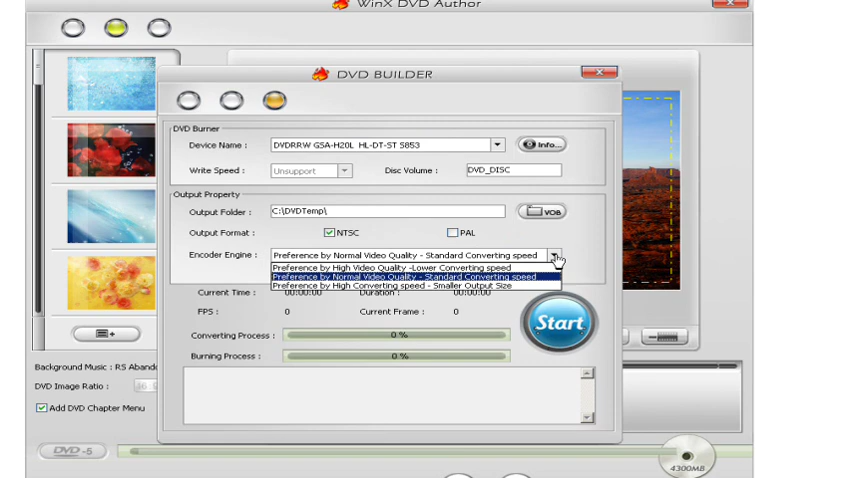 WinX DVD Author
DVD BUILDER
DVD Burner
Device Name : DVDRRW GSA-H20L HL-DT-ST 5853 Info...
Write Speed : Unsupport Disc Volume : DVD_DISC
Output Property
Output Folder : C:\DVDTemp\ VOB
Output Format : NTSC PAL
Encoder Engine : Preference by Normal Video Quality - Standard Converting speed
Preference by High Video Quality -Lower Converting speed
Preference by Normal Video Quality - Standard Converting speed
Preference by High Converting speed - Smaller Output Size
Current Time : 00:00:00 Duration : 00:00:00
FPS : 0 Current Frame : 0
Start
Converting Process : 0 %
Burning Process : 0 %
Background Music : RS Abando
DVD Image Ratio :
Add DVD Chapter Menu
DVD -5
4300MB